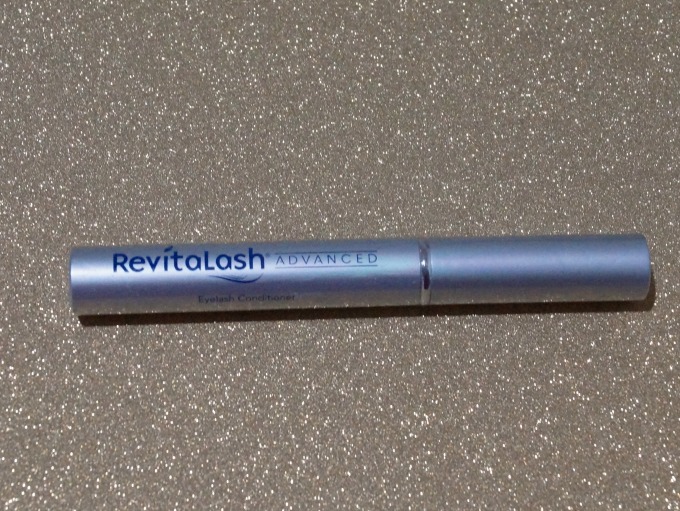 RevitaLash® ADVANCED
Eyelash Conditioner